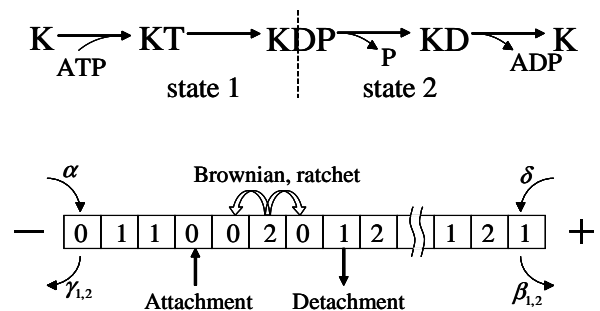 K → KT → KDP → KD → K
ATP P ADP
state 1 state 2
α Brownian, ratchet δ
− 0 1 1 0 0 2 0 1 2 1 2 1 +
γ1,2 Attachment Detachment β1,2